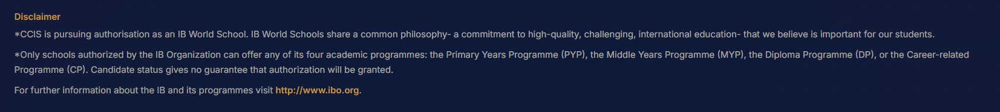 Disclaimer
*CCIS is pursuing authorisation as an IB World School. IB World Schools share a common philosophy- a commitment to high-quality, challenging, international education- that we believe is important for our students.
*Only schools authorized by the IB Organization can offer any of its four academic programmes: the Primary Years Programme (PYP), the Middle Years Programme (MYP), the Diploma Programme (DP), or the Career-related
Programme (CP). Candidate status gives no guarantee that authorization will be granted.
For further information about the IB and its programmes visit http://www.ibo.org.